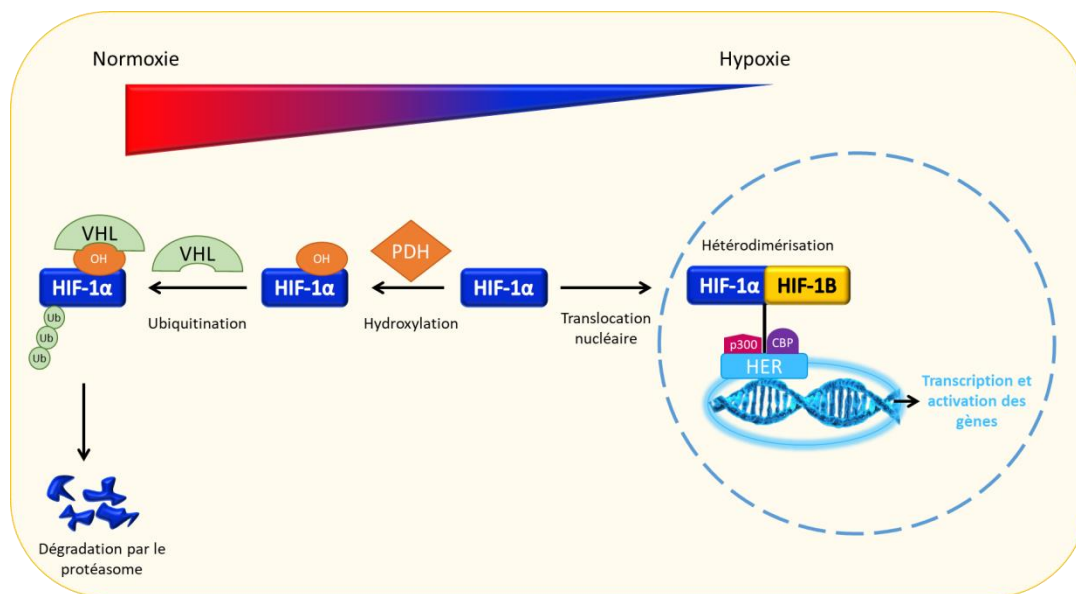 Normoxie
Hypoxie
VHL
OH
HIF-1α
Ub
Ub
Ub
VHL
Ubiquitination
OH
HIF-1α
PDH
Hydroxylation
HIF-1α
Translocation
nucléaire
Hétérodimérisation
HIF-1α
HIF-1B
p300
CBP
HER
Transcription et
activation des
gènes
Dégradation par le
protéasome